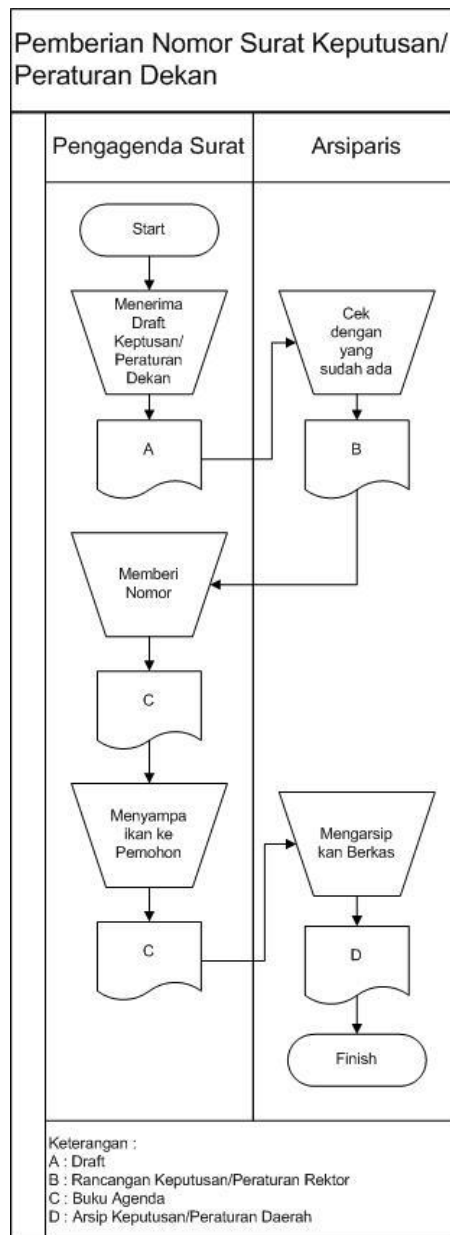 Pemberian Nomor Surat Keputusan/
Peraturan Dekan
Pengagenda Surat
Arsiparis
Start
Menerima
Draft
Keptusan/
Peraturan
Dekan
Cek
dengan
yang
sudah ada
A
B
Memberi
Nomor
C
Menyampa
ikan ke
Pemohon
Mengarsip
kan Berkas
C
D
Finish
Keterangan :
A : Draft
B : Rancangan Keputusan/Peraturan Rektor
C : Buku Agenda
D : Arsip Keputusan/Peraturan Daerah